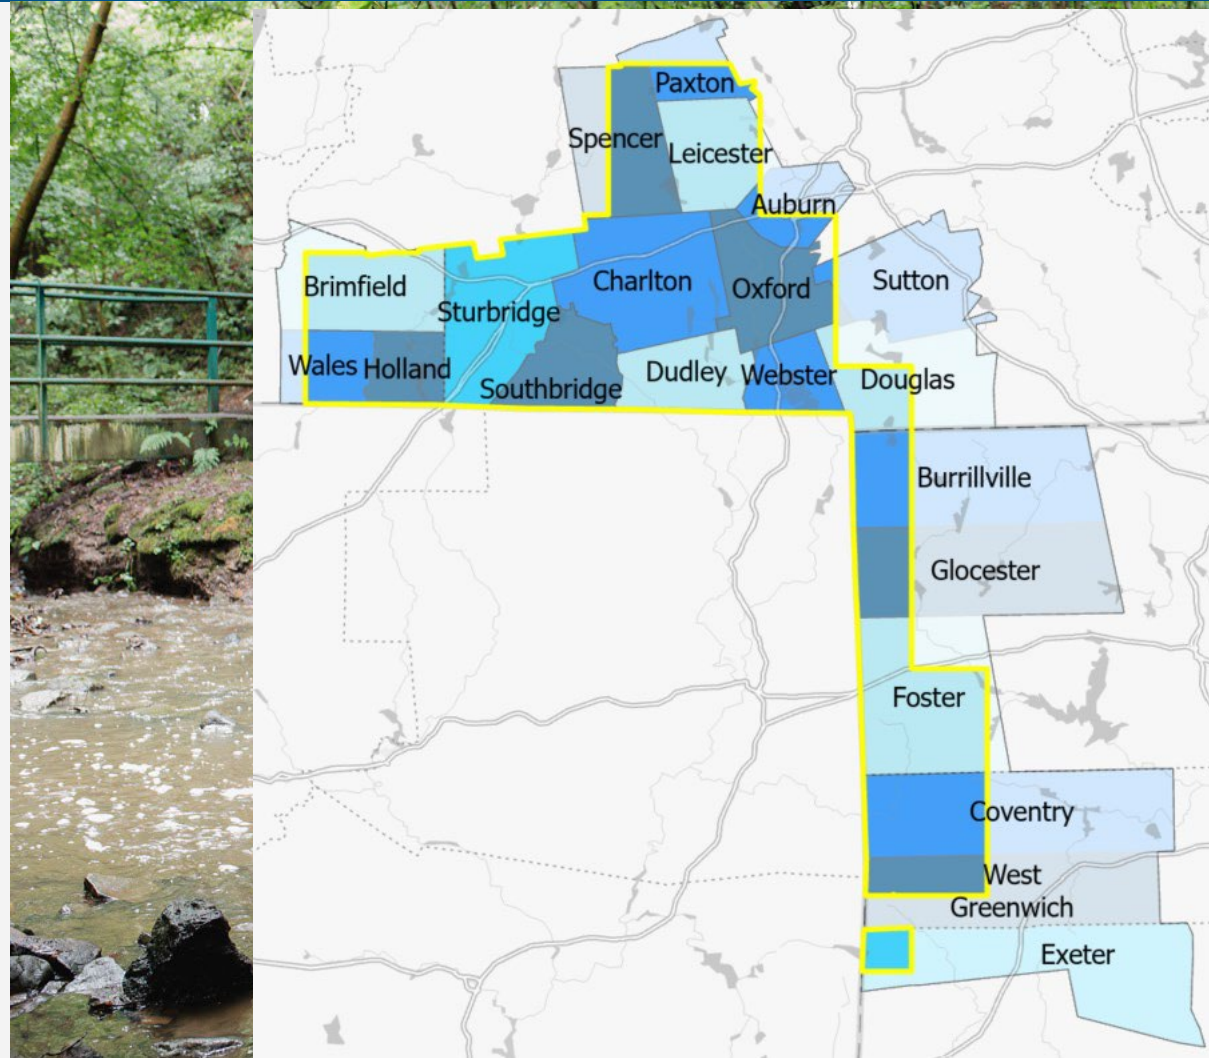 Paxton
Spencer
Leicester
Auburn
Brimfield
Sturbridge
Charlton
Oxford
Sutton
Wales
Holland
Southbridge
Dudley
Webster
Douglas
Burrillville
Glocester
Foster
Coventry
West
Greenwich
Exeter